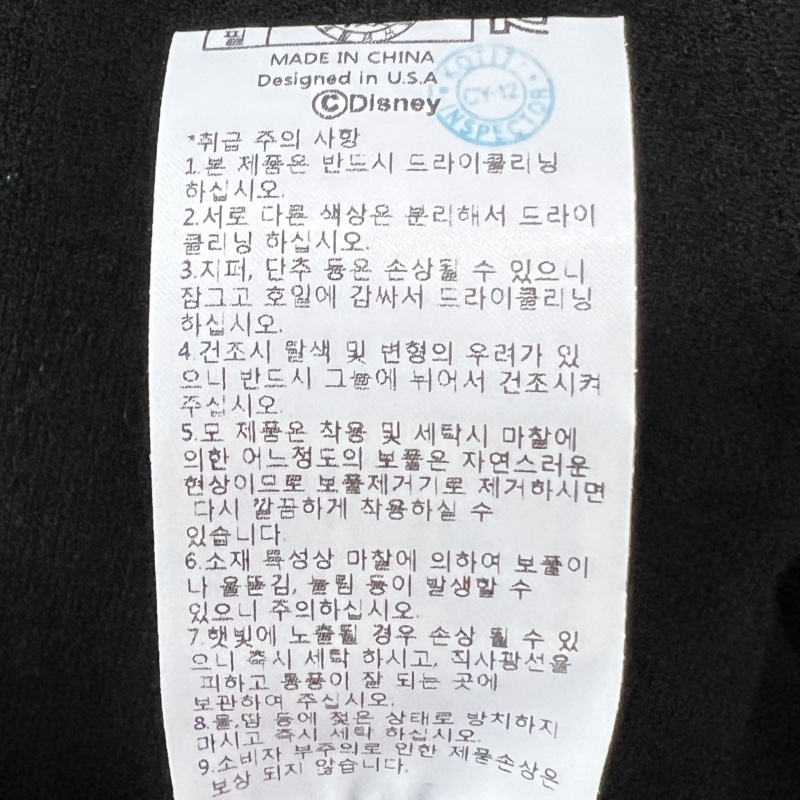 품
MADE IN CHINA
Designed in U.S.A
©Disney
KOTITI
CY-12
INSPECTOR
*취급 주의 사항
1.본 제품은 반드시 드라이클리닝
하십시오.
2.서로 다른 색상은 분리해서 드라이
클리닝 하십시오.
3.지퍼, 단추 등은 손상될 수 있으니
잠그고 호일에 감싸서 드라이클리닝
하십시오.
4.건조시 탈색 및 변형의 우려가 있
으니 반드시 그늘에 뉘어서 건조시켜
주십시오.
5.모 제품은 착용 및 세탁시 마찰에
의한 어느정도의 보풀은 자연스러운
현상이므로 보풀제거기로 제거하시면
다시 깔끔하게 착용하실 수
있습니다.
6.소재 특성상 마찰에 의하여 보풀이
나 올뜯김, 눌림 등이 발생할 수
있으니 주의하십시오.
7.햇빛에 노출될 경우 손상 될 수 있
으니 즉시 세탁 하시고, 직사광선을
피하고 통풍이 잘 되는 곳에
보관하여 주십시오.
8.물,땀 등에 젖은 상태로 방치하지
마시고 즉시 세탁 하십시오.
9.소비자 부주의로 인한 제품손상은
보상 되지 않습니다.